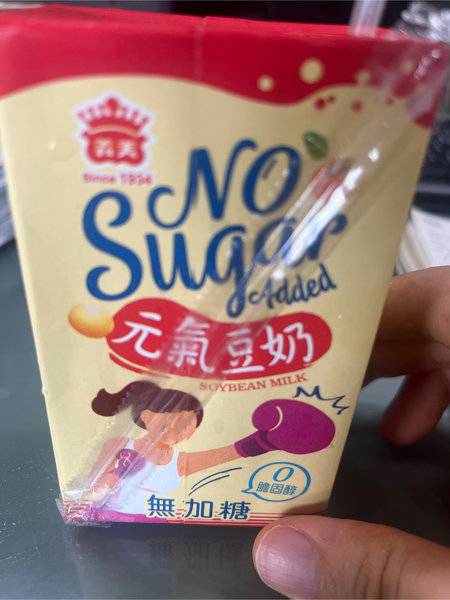 義美
Since 1934
NO
Sugar
Added
元氣豆奶
SOYBEAN MILK
0
膽固醇
無加糖